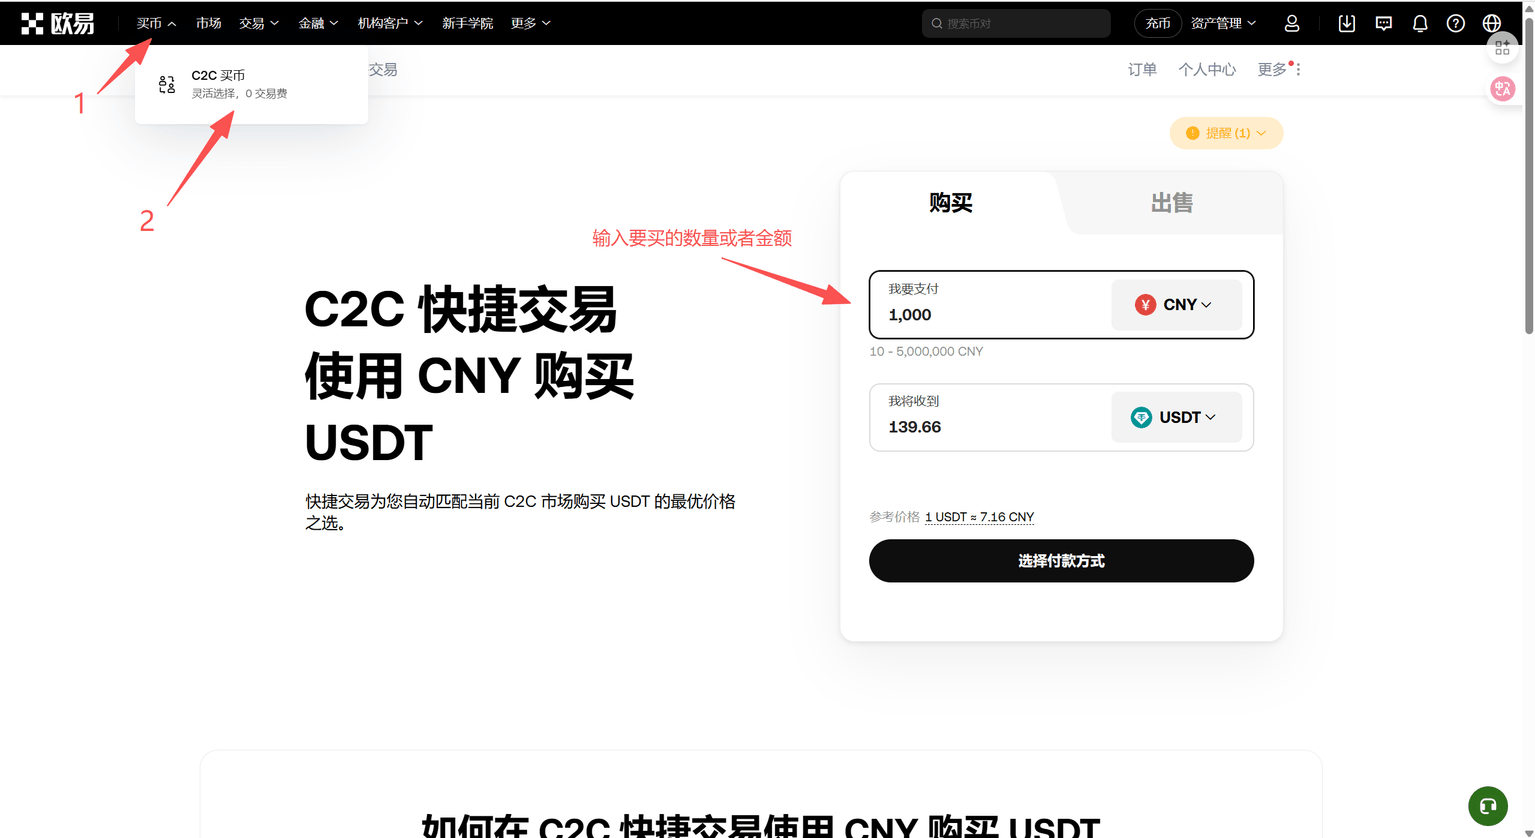 欧易 买币 市场 交易 金融 机构客户 新手学院 更多 搜索币对 充币 资产管理
C2C 买币
灵活选择，0 交易费
交易 订单 个人中心 更多
1
2
提醒 (1)
购买 出售
输入要买的数量或者金额
我要支付
1,000 CNY
10 - 5,000,000 CNY
我将收到
139.66 USDT
参考价格 1 USDT ≈ 7.16 CNY
选择付款方式
C2C 快捷交易
使用 CNY 购买
USDT
快捷交易为您自动匹配当前 C2C 市场购买 USDT 的最优价格
之选。
如何在 C2C 快捷交易使用 CNY 购买 USDT